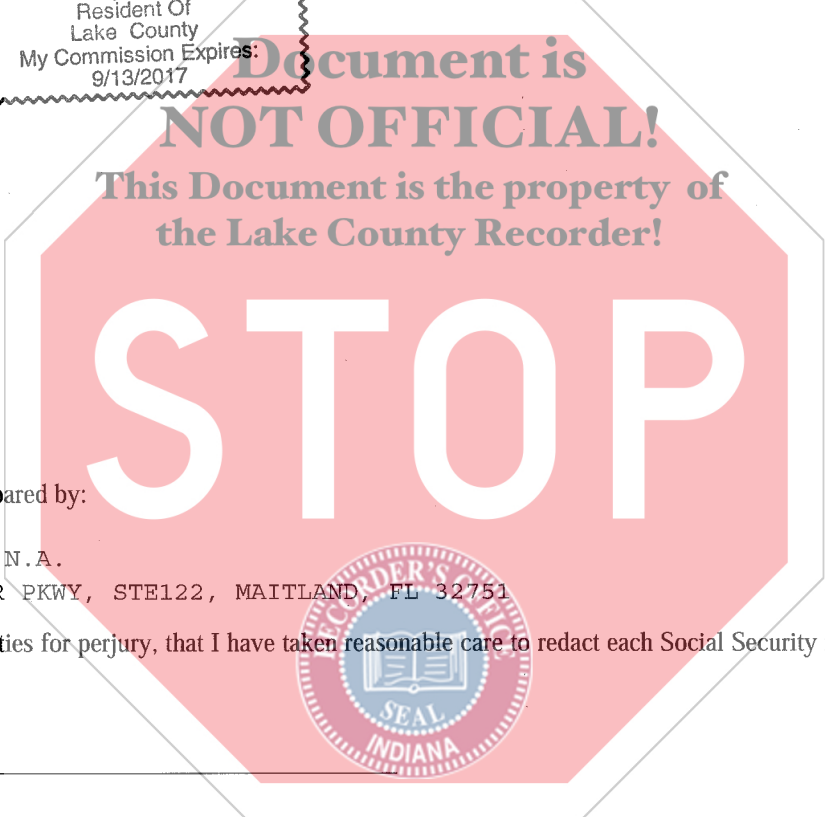 Resident Of
Lake County
My Commission Expires:
9/13/2017
Document is
NOT OFFICIAL!
This Document is the property of
the Lake County Recorder!
STOP
pared by:
N.A.
R PKWY, STE122, MAITLAND, FL 32751
ties for perjury, that I have taken reasonable care to redact each Social Security
RECORDER'S OFFICE
SEAL
INDIANA